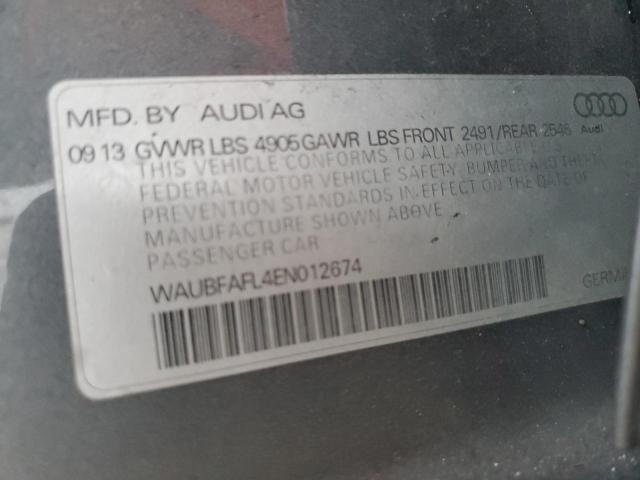 MFD. BY AUDI AG
09 13 GVWR LBS 4905 GAWR LBS FRONT 2491/REAR 2546
Audi
THIS VEHICLE CONFORMS TO ALL APPLICABLE
FEDERAL MOTOR VEHICLE SAFETY, BUMPER AND THEFT
PREVENTION STANDARDS IN EFFECT ON THE DATE OF
MANUFACTURE SHOWN ABOVE.
PASSENGER CAR
WAUBFAFL4EN012674
GERMA